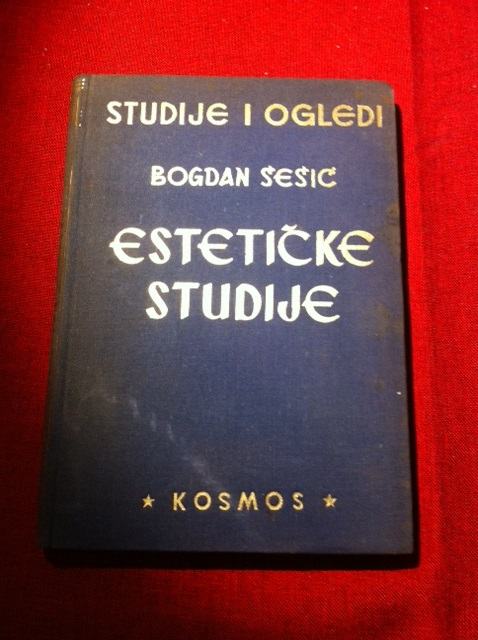 STUDIJE I OGLEDI
BOGDAN ŠEŠIĆ
ESTETIČKE
STUDIJE
★ KOSMOS ★